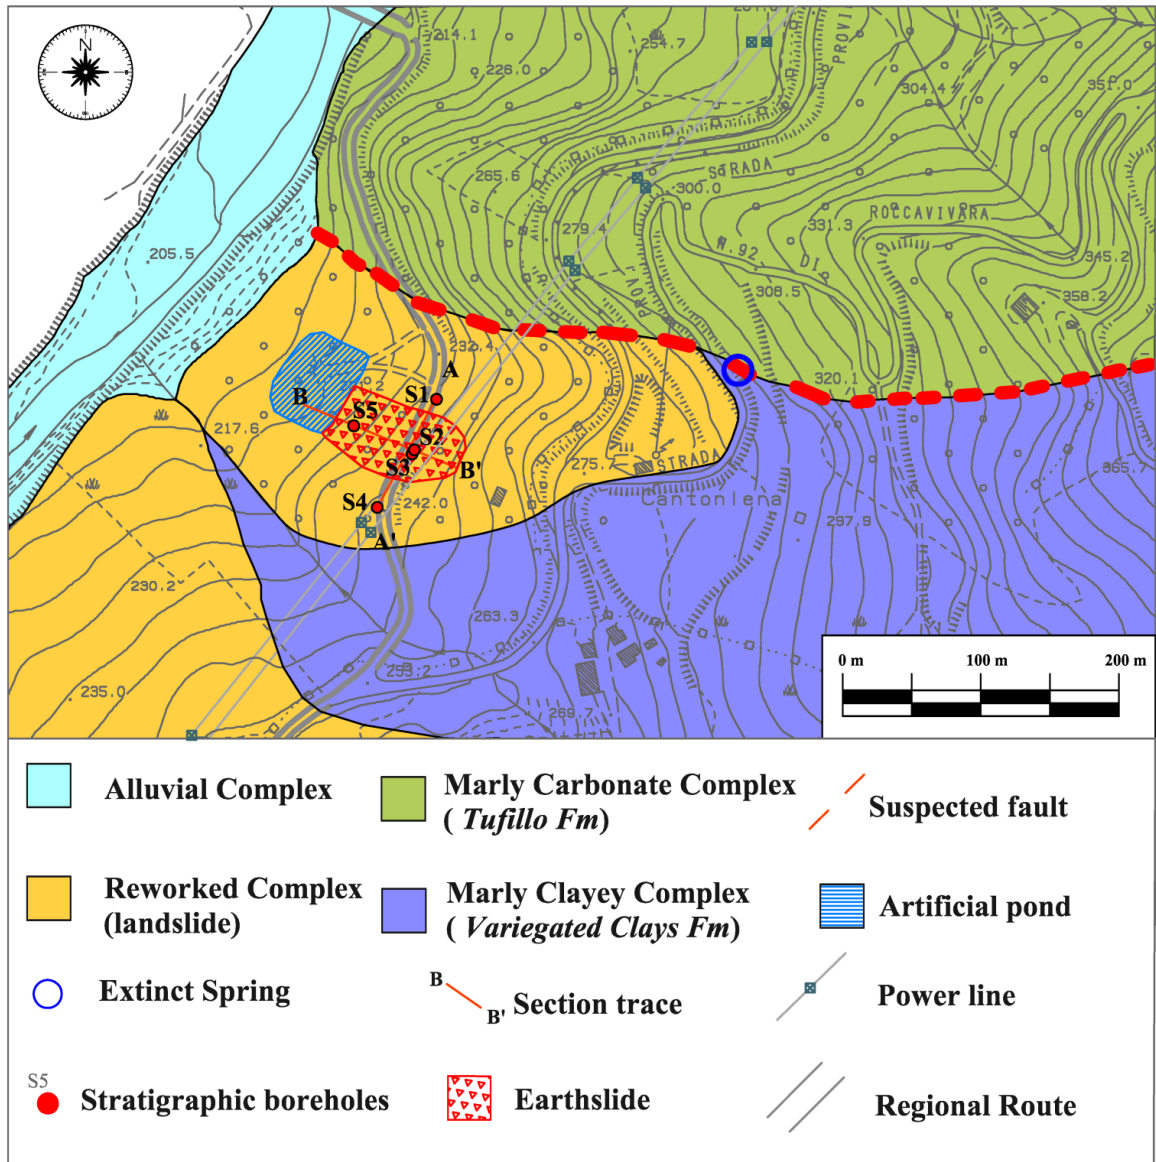 N
214.1
254.7
PROVI
226.0
304.4
351.0
265.6
STRADA
300.0
ROCCAVIVARA
279.4
331.3
N.92
DI
345.2
205.5
PROV
308.5
358.2
232.4
A
320.1
B
S1
S5
S2
217.6
S3
B'
275.7
STRADA
365.7
S4
242.0
Cantonlena
297.9
A'
230.2
263.3
235.0
259.2
269.7
0 m
100 m
200 m
Alluvial Complex
Marly Carbonate Complex
( Tufillo Fm)
Suspected fault
Reworked Complex
(landslide)
Marly Clayey Complex
( Variegated Clays Fm)
Artificial pond
Extinct Spring
B
B'
Section trace
Power line
S5
Stratigraphic boreholes
Earthslide
Regional Route